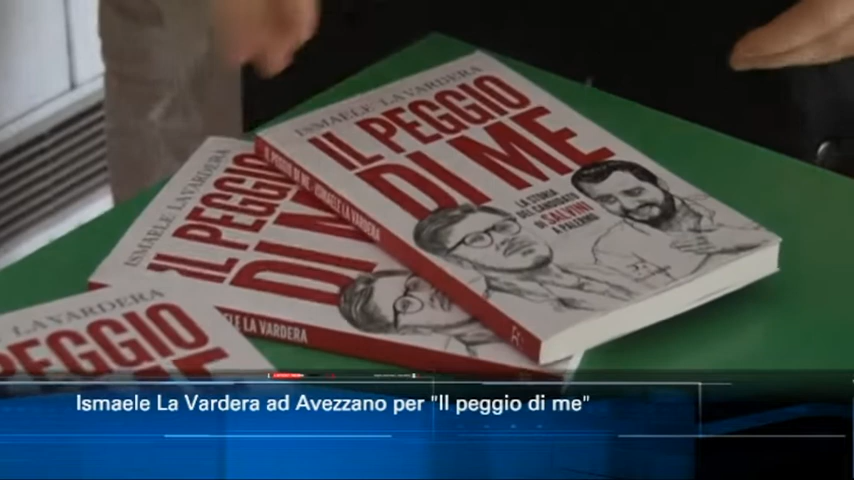 ISMAELE LA VARDERA
IL PEGGIO
DI ME
LA STORIA
DEL CANDIDATO
DI SALVINI
A PALERMO
IL PEGGIO DI ME - ISMAELE LA VARDERA
ISMAELE LA VARDERA
IL PEGGIO
DI M
ELE LA VARDERA
LA VARDERA
PEGGIO
ME
Ismaele La Vardera ad Avezzano per "Il peggio di me"